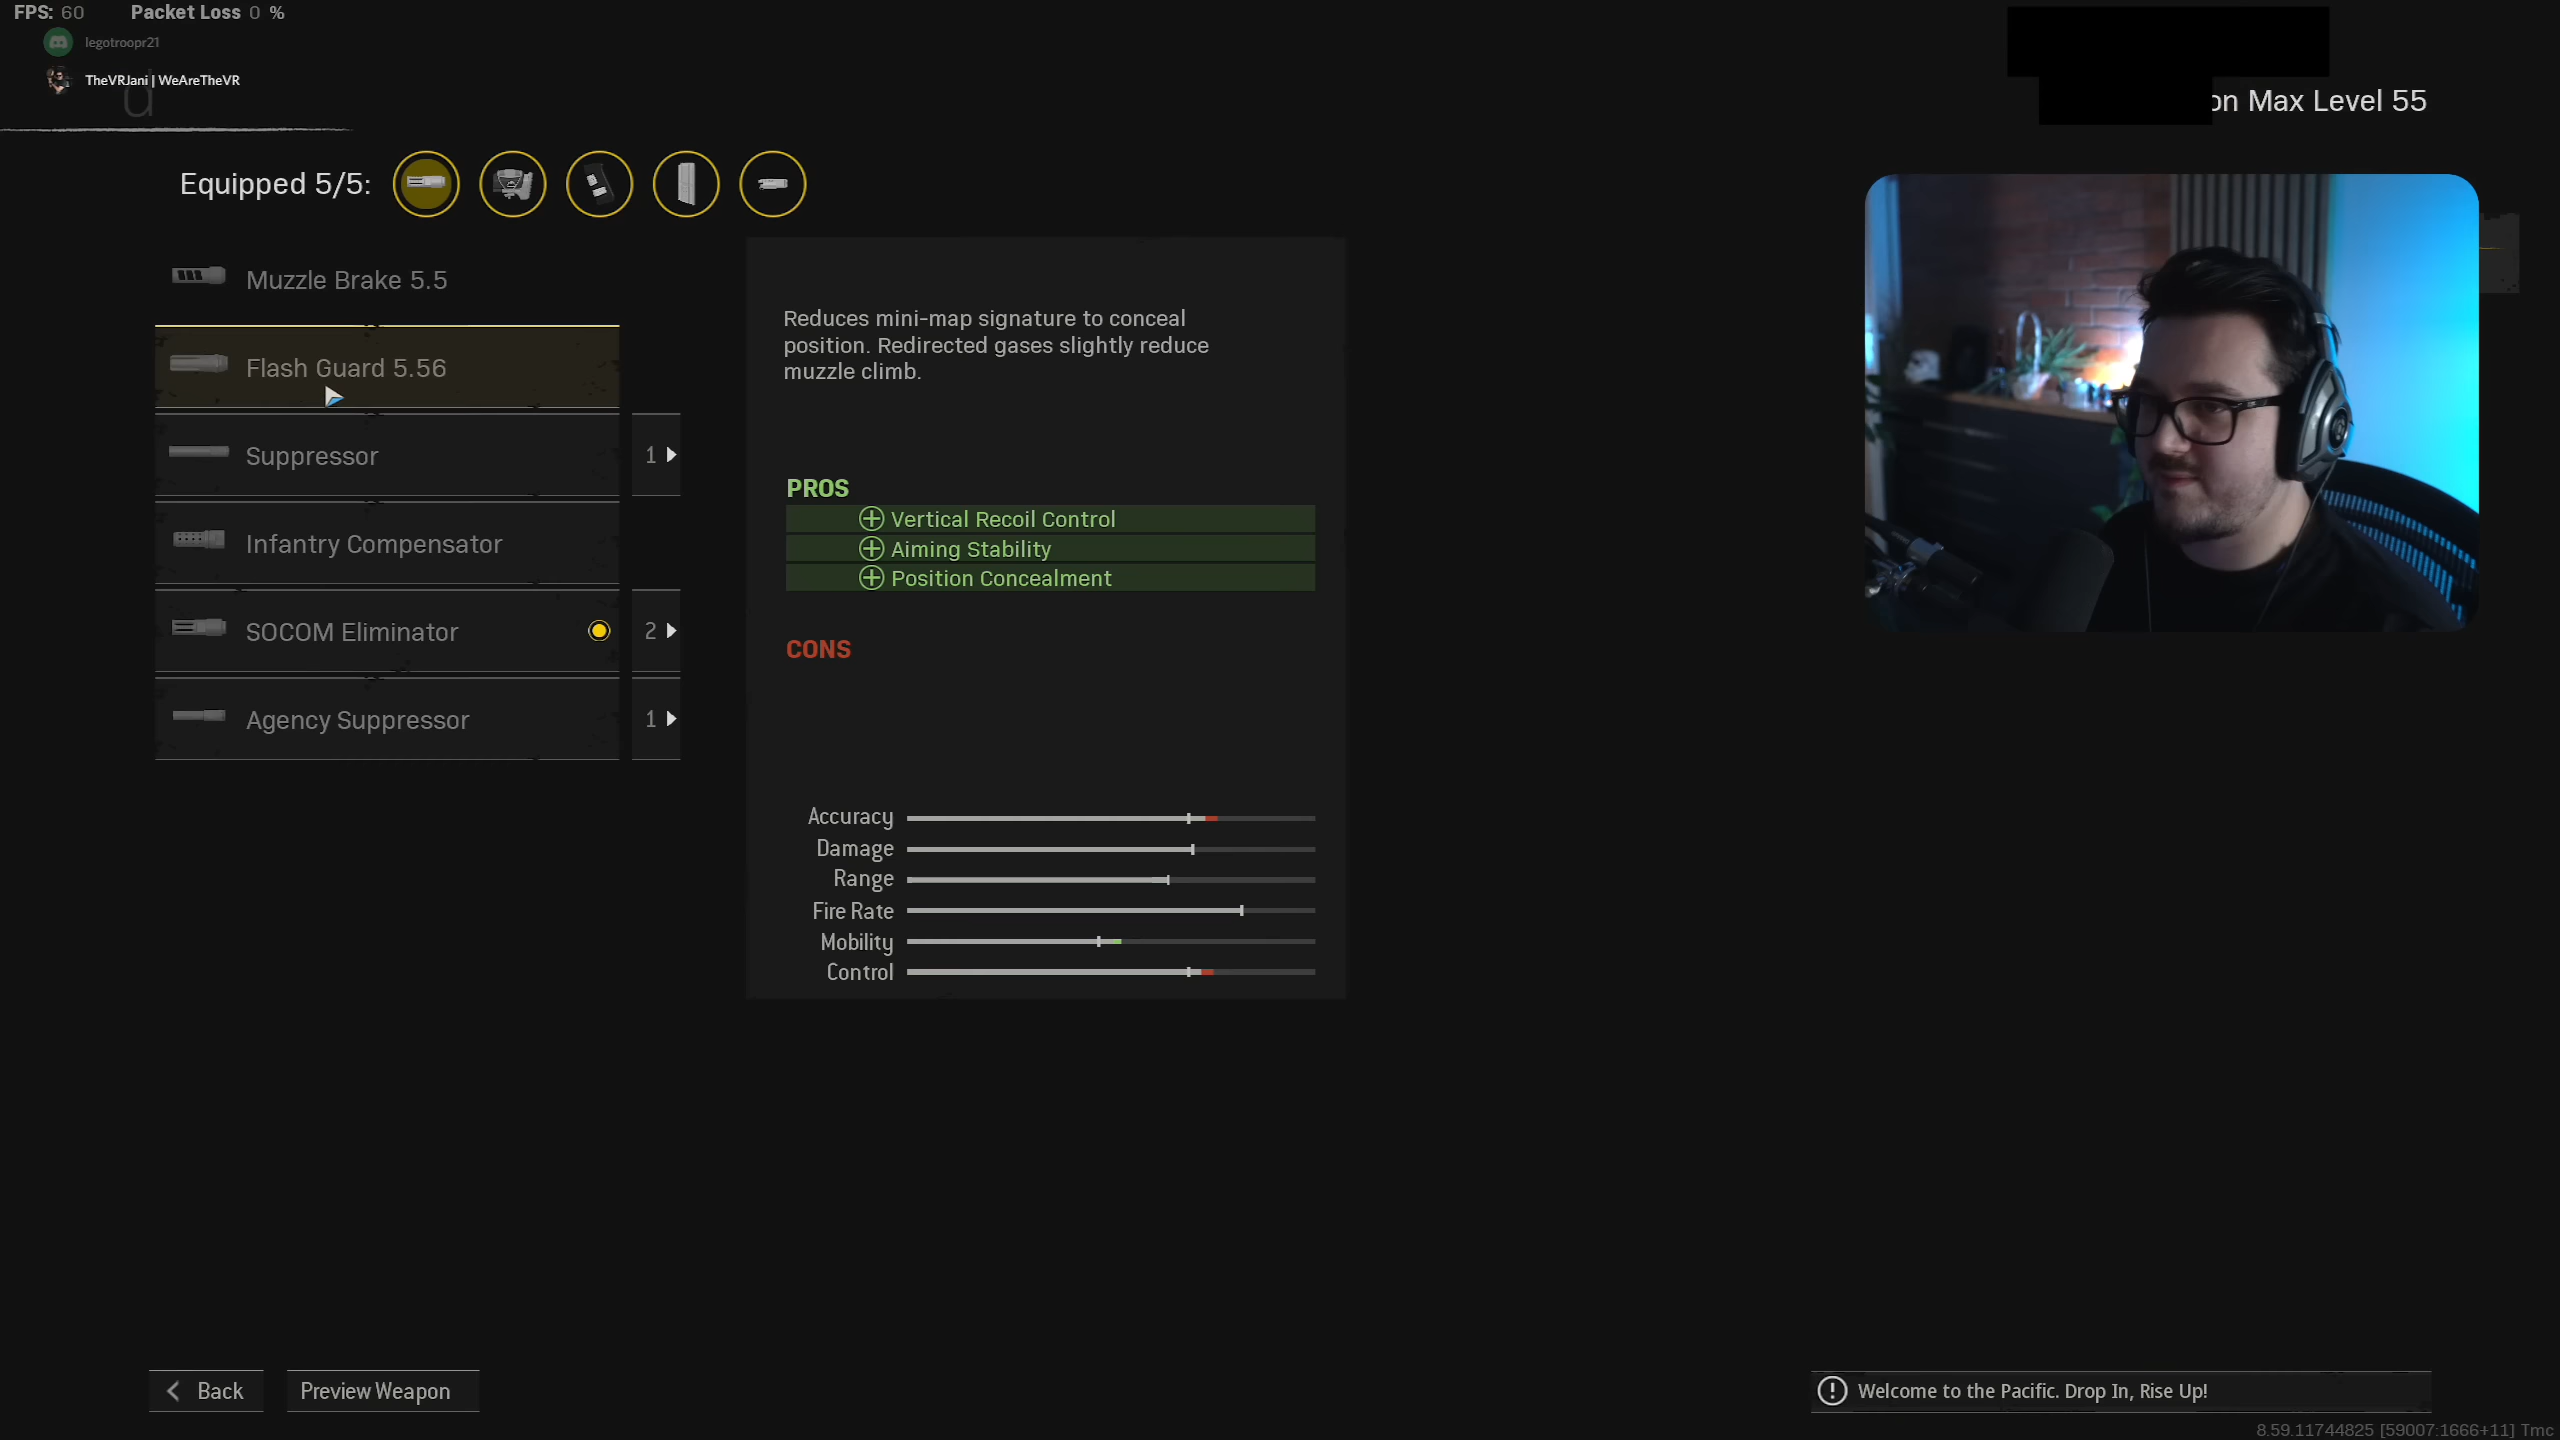 FPS: 60 Packet Loss 0 %
legotroopr21
TheVRJani | WeAreTheVR
on Max Level 55
Equipped 5/5:
Muzzle Brake 5.5
Flash Guard 5.56
Suppressor 1
Infantry Compensator
SOCOM Eliminator 2
Agency Suppressor 1
Reduces mini-map signature to conceal
position. Redirected gases slightly reduce
muzzle climb.
PROS
Vertical Recoil Control
Aiming Stability
Position Concealment
CONS
Accuracy
Damage
Range
Fire Rate
Mobility
Control
Back
Preview Weapon
Welcome to the Pacific. Drop In, Rise Up!
8.59.11744825 [59007:1666+11] Tmc